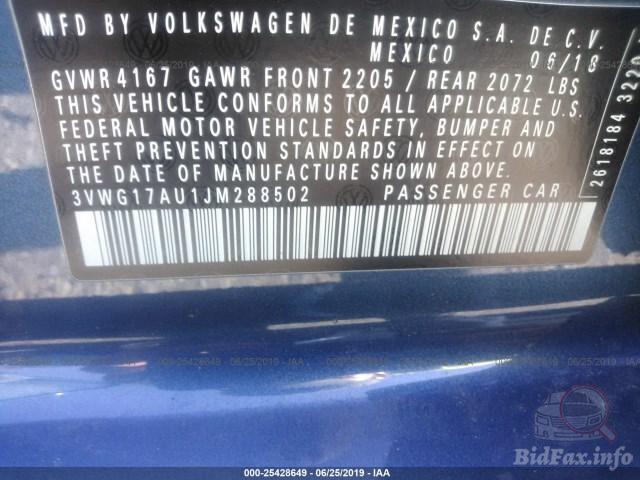 MFD BY VOLKSWAGEN DE MEXICO S.A. DE C.V.
MEXICO 06/18
GVWR 4167 GAWR FRONT 2205 / REAR 2072 LBS
THIS VEHICLE CONFORMS TO ALL APPLICABLE U.S.
FEDERAL MOTOR VEHICLE SAFETY, BUMPER AND
THEFT PREVENTION STANDARDS IN EFFECT ON
THE DATE OF MANUFACTURE SHOWN ABOVE.
3VWG17AU1JM288502 PASSENGER CAR
2618184
000-25428649 - 06/25/2019 - IAA
BidFax.info